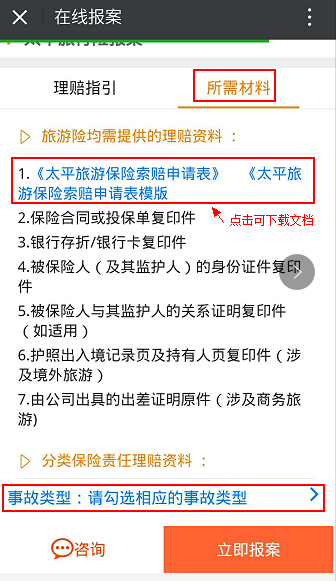 在线报案
太平旅行社报案
理赔指引 所需材料
旅游险均需提供的理赔资料 ：
1.《太平旅游保险索赔申请表》 《太平旅
游保险索赔申请表模版
点击可下载文档
2.保险合同或投保单复印件
3.银行存折/银行卡复印件
4.被保险人（及其监护人）的身份证件复印
件
5.被保险人与其监护人的关系证明复印件
（如适用）
6.护照出入境记录页及持有人页复印件（涉
及境外旅游）
7.由公司出具的出差证明原件（涉及商务旅
游)
分类保险责任理赔资料 ：
事故类型：请勾选相应的事故类型
咨询 立即报案